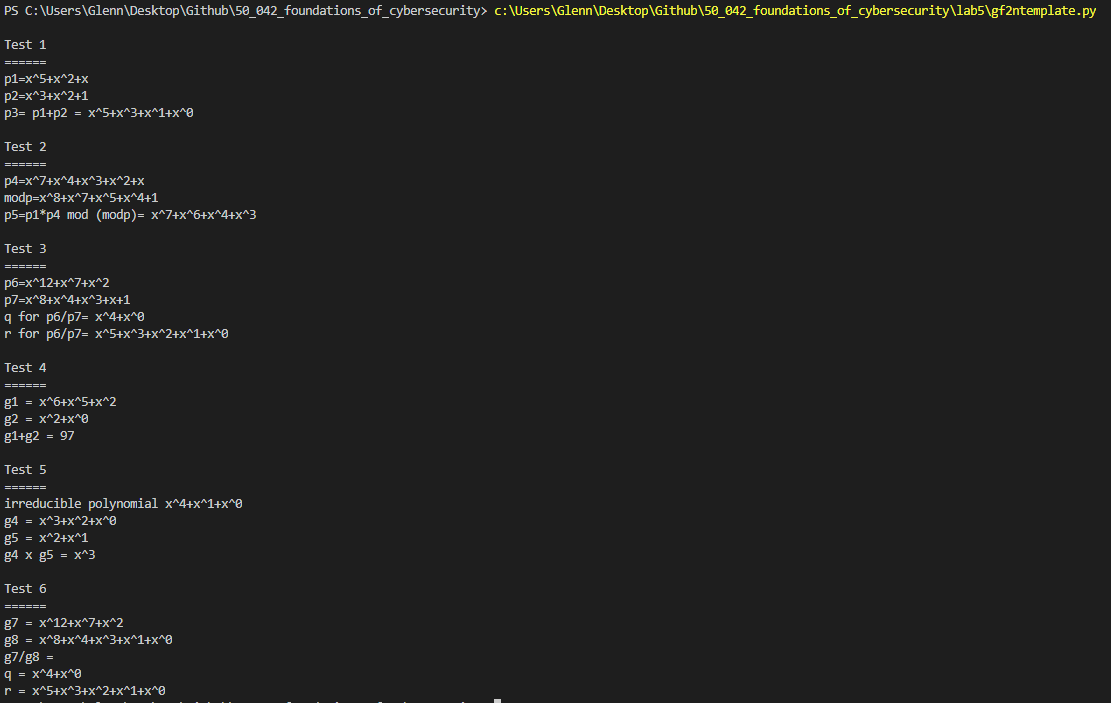 PS C:\Users\Glenn\Desktop\Github\50_042_foundations_of_cybersecurity> c:\Users\Glenn\Desktop\Github\50_042_foundations_of_cybersecurity\lab5\gf2ntemplate.py
Test 1
======
p1=x^5+x^2+x
p2=x^3+x^2+1
p3= p1+p2 = x^5+x^3+x^1+x^0
Test 2
======
p4=x^7+x^4+x^3+x^2+x
modp=x^8+x^7+x^5+x^4+1
p5=p1*p4 mod (modp)= x^7+x^6+x^4+x^3
Test 3
======
p6=x^12+x^7+x^2
p7=x^8+x^4+x^3+x+1
q for p6/p7= x^4+x^0
r for p6/p7= x^5+x^3+x^2+x^1+x^0
Test 4
======
g1 = x^6+x^5+x^2
g2 = x^2+x^0
g1+g2 = 97
Test 5
======
irreducible polynomial x^4+x^1+x^0
g4 = x^3+x^2+x^0
g5 = x^2+x^1
g4 x g5 = x^3
Test 6
======
g7 = x^12+x^7+x^2
g8 = x^8+x^4+x^3+x^1+x^0
g7/g8 =
q = x^4+x^0
r = x^5+x^3+x^2+x^1+x^0